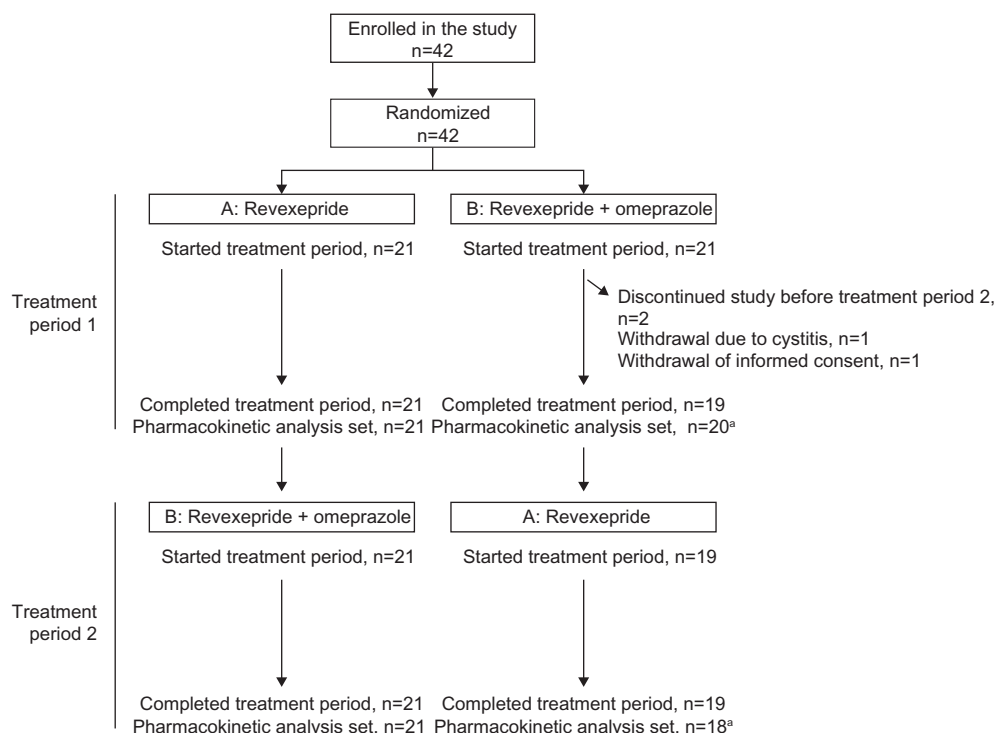 Enrolled in the study
n=42
Randomized
n=42
A: Revexepride
B: Revexepride + omeprazole
Started treatment period, n=21
Started treatment period, n=21
Treatment
period 1
Discontinued study before treatment period 2,
n=2
Withdrawal due to cystitis, n=1
Withdrawal of informed consent, n=1
Completed treatment period, n=21
Pharmacokinetic analysis set, n=21
Completed treatment period, n=19
Pharmacokinetic analysis set, n=20ᵃ
B: Revexepride + omeprazole
A: Revexepride
Started treatment period, n=21
Started treatment period, n=19
Treatment
period 2
Completed treatment period, n=21
Pharmacokinetic analysis set, n=21
Completed treatment period, n=19
Pharmacokinetic analysis set, n=18ᵃ